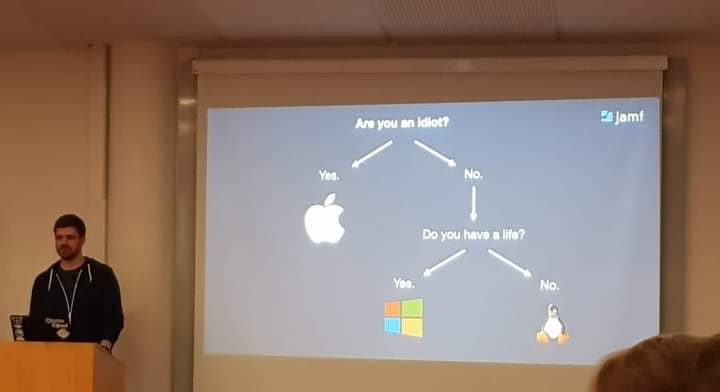 Are you an idiot?
jamf
Yes.
No.
Do you have a life?
Yes.
No.